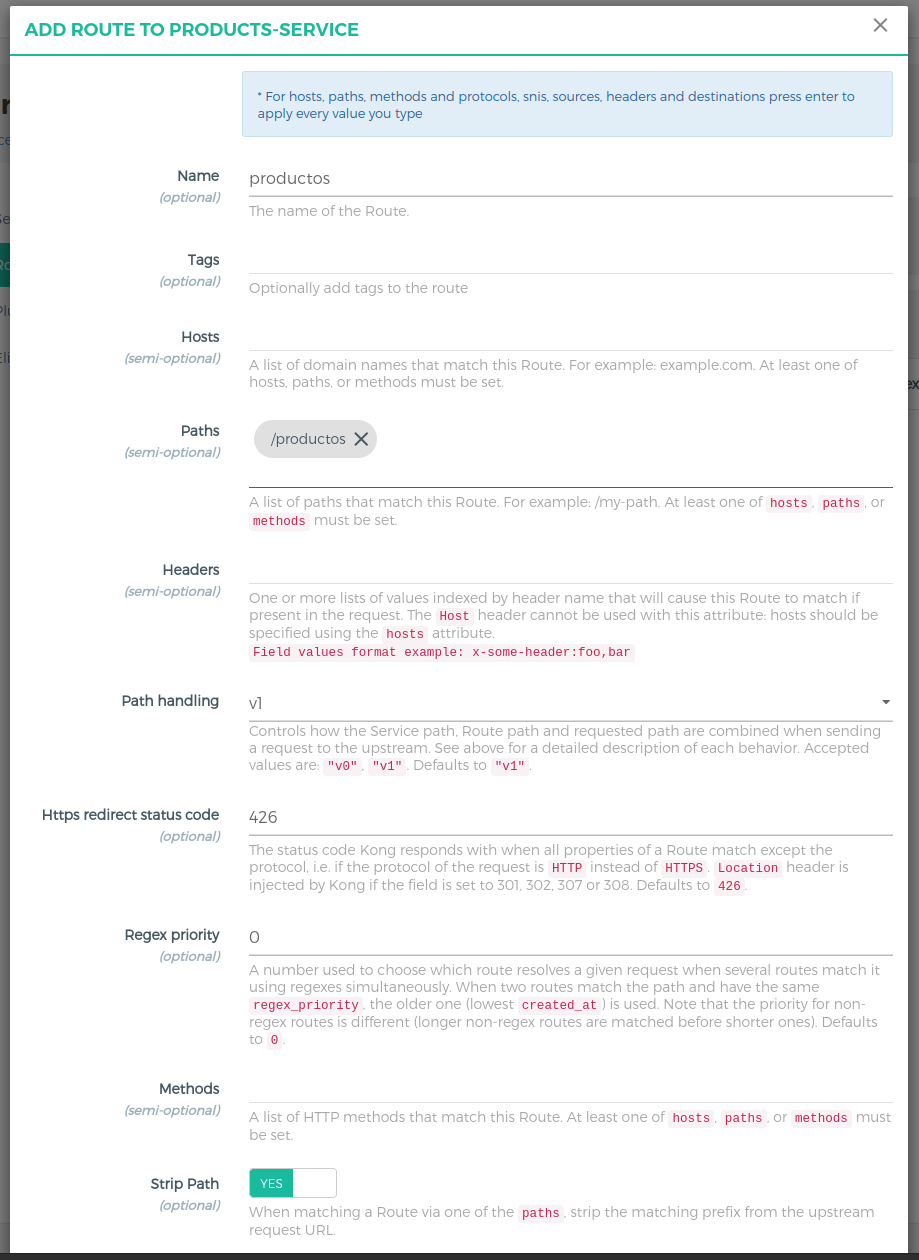 ADD ROUTE TO PRODUCTS-SERVICE
* For hosts, paths, methods and protocols, snis, sources, headers and destinations press enter to
apply every value you type
Name
(optional)
productos
The name of the Route.
Tags
(optional)
Optionally add tags to the route
Hosts
(semi-optional)
A list of domain names that match this Route. For example: example.com. At least one of
hosts, paths, or methods must be set.
Paths
(semi-optional)
/productos
A list of paths that match this Route. For example: /my-path. At least one of hosts, paths, or
methods must be set.
Headers
(semi-optional)
One or more lists of values indexed by header name that will cause this Route to match if
present in the request. The Host header cannot be used with this attribute: hosts should be
specified using the hosts attribute.
Field values format example: x-some-header:foo,bar
Path handling
v1
Controls how the Service path, Route path and requested path are combined when sending
a request to the upstream. See above for a detailed description of each behavior. Accepted
values are: "v0", "v1". Defaults to "v1".
Https redirect status code
(optional)
426
The status code Kong responds with when all properties of a Route match except the
protocol, i.e. if the protocol of the request is HTTP instead of HTTPS. Location header is
injected by Kong if the field is set to 301, 302, 307 or 308. Defaults to 426.
Regex priority
(optional)
0
A number used to choose which route resolves a given request when several routes match it
using regexes simultaneously. When two routes match the path and have the same
regex_priority, the older one (lowest created_at) is used. Note that the priority for non-
regex routes is different (longer non-regex routes are matched before shorter ones). Defaults
to 0.
Methods
(semi-optional)
A list of HTTP methods that match this Route. At least one of hosts, paths, or methods must
be set.
Strip Path
(optional)
YES
When matching a Route via one of the paths, strip the matching prefix from the upstream
request URL.